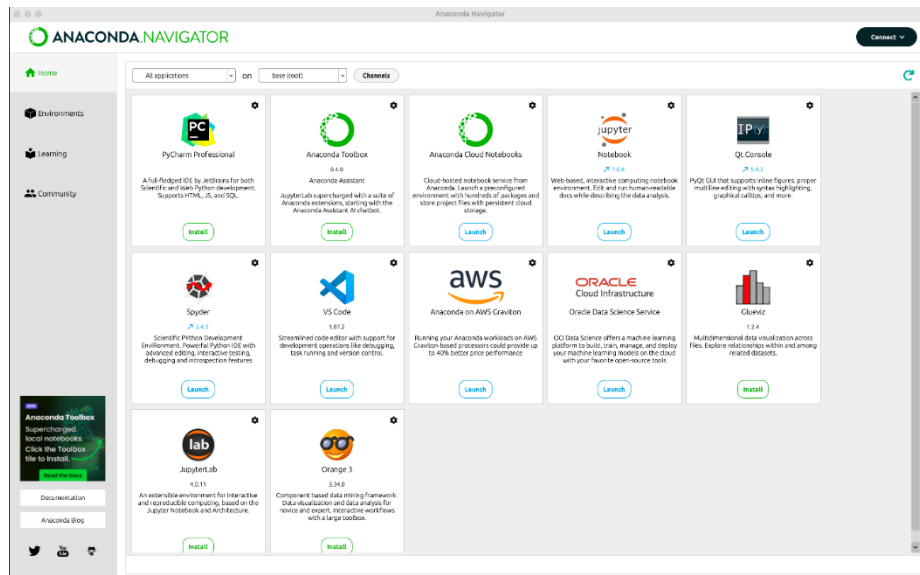 Anaconda Navigator
ANACONDA.NAVIGATOR
Connect
Home
All applications
on
base (root)
Channels
Environments
Learning
Community
PC
PyCharm Professional
A full-fledged IDE by JetBrains for both
Scientific and Web Python development.
Supports HTML, JS, and SQL.
Install
Anaconda Toolbox
0.4.0
Anaconda Assistant
JupyterLab supercharged with a suite of
Anaconda extensions, starting with the
Anaconda Assistant AI chatbot.
Install
Anaconda Cloud Notebooks
Cloud-hosted notebook service from
Anaconda. Launch a preconfigured
environment with hundreds of packages and
store project files with persistent cloud
storage.
Launch
jupyter
Notebook
7.0.6
Web-based, interactive computing notebook
environment. Edit and run human-readable
docs while describing the data analysis.
Launch
IP[y]:
Qt Console
5.4.2
PyQt GUI that supports inline figures, proper
multiline editing with syntax highlighting,
graphical calltips, and more.
Launch
Spyder
5.4.3
Scientific PYthon Development
EnviRonment. Powerful Python IDE with
advanced editing, interactive testing,
debugging and introspection features
Launch
VS Code
1.87.2
Streamlined code editor with support for
development operations like debugging,
task running and version control.
Launch
aws
Anaconda on AWS Graviton
Running your Anaconda workloads on AWS
Graviton-based processors could provide up
to 40% better price performance
Launch
ORACLE
Cloud Infrastructure
Oracle Data Science Service
OCI Data Science offers a machine learning
platform to build, train, manage, and deploy
your machine learning models on the cloud
with your favorite open-source tools
Launch
Glueviz
1.2.4
Multidimensional data visualization across
files. Explore relationships within and among
related datasets.
Install
NEW
Anaconda Toolbox
Supercharged
local notebooks.
Click the Toolbox
tile to install.
Read the Docs
Documentation
Anaconda Blog
You
Tube
lab
JupyterLab
4.0.11
An extensible environment for interactive
and reproducible computing, based on the
Jupyter Notebook and Architecture.
Install
Orange 3
3.34.0
Component based data mining framework.
Data visualization and data analysis for
novice and expert. Interactive workflows
with a large toolbox.
Install